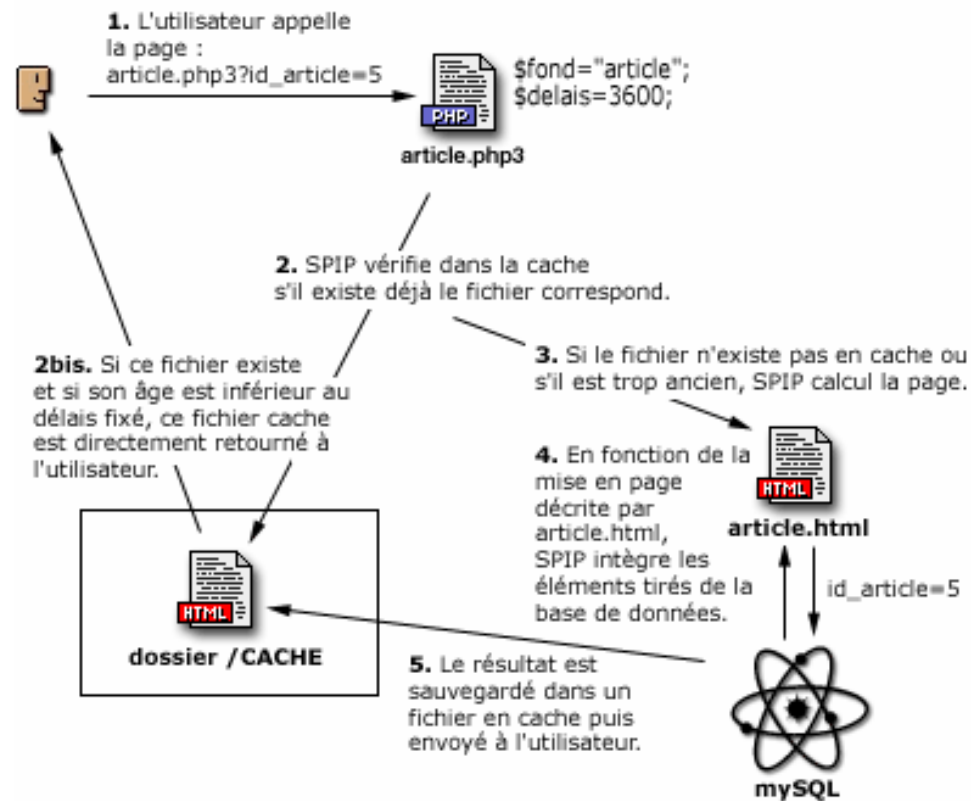 1. L'utilisateur appelle
la page :
article.php3?id_article=5
$fond="article";
$delais=3600;
PHP
article.php3
2. SPIP vérifie dans la cache
s'il existe déjà le fichier correspond.
2bis. Si ce fichier existe
et si son âge est inférieur au
délais fixé, ce fichier cache
est directement retourné à
l'utilisateur.
3. Si le fichier n'existe pas en cache ou
s'il est trop ancien, SPIP calcul la page.
4. En fonction de la
mise en page
décrite par
article.html,
SPIP intègre les
éléments tirés de la
base de données.
HTML
article.html
id_article=5
HTML
dossier /CACHE
5. Le résultat est
sauvegardé dans un
fichier en cache puis
envoyé à l'utilisateur.
mySQL